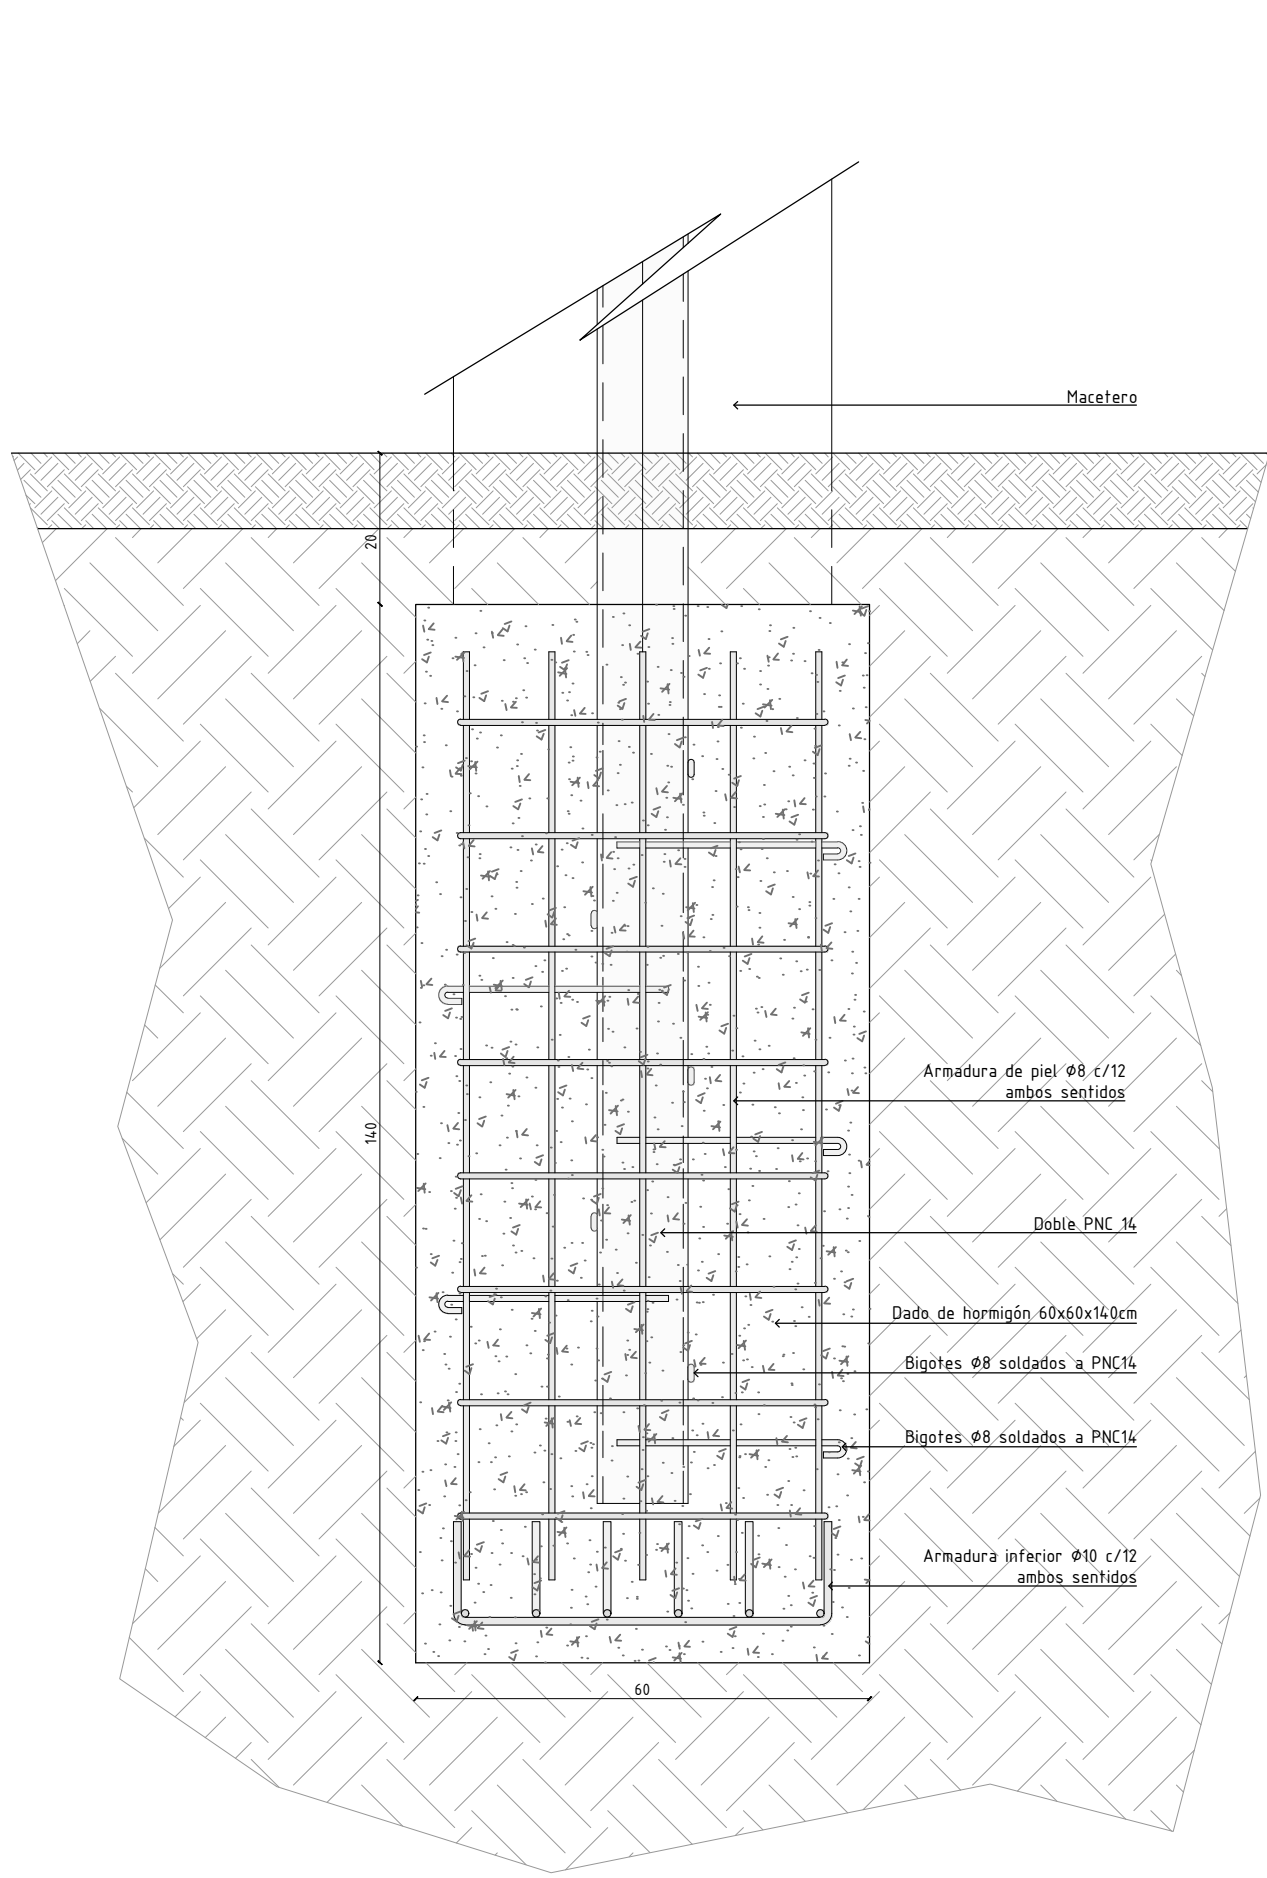 Macetero
20
Armadura de piel Ø8 c/12
ambos sentidos
140
Doble PNC 14
Dado de hormigón 60x60x140cm
Bigotes Ø8 soldados a PNC14
Bigotes Ø8 soldados a PNC14
Armadura inferior Ø10 c/12
ambos sentidos
60